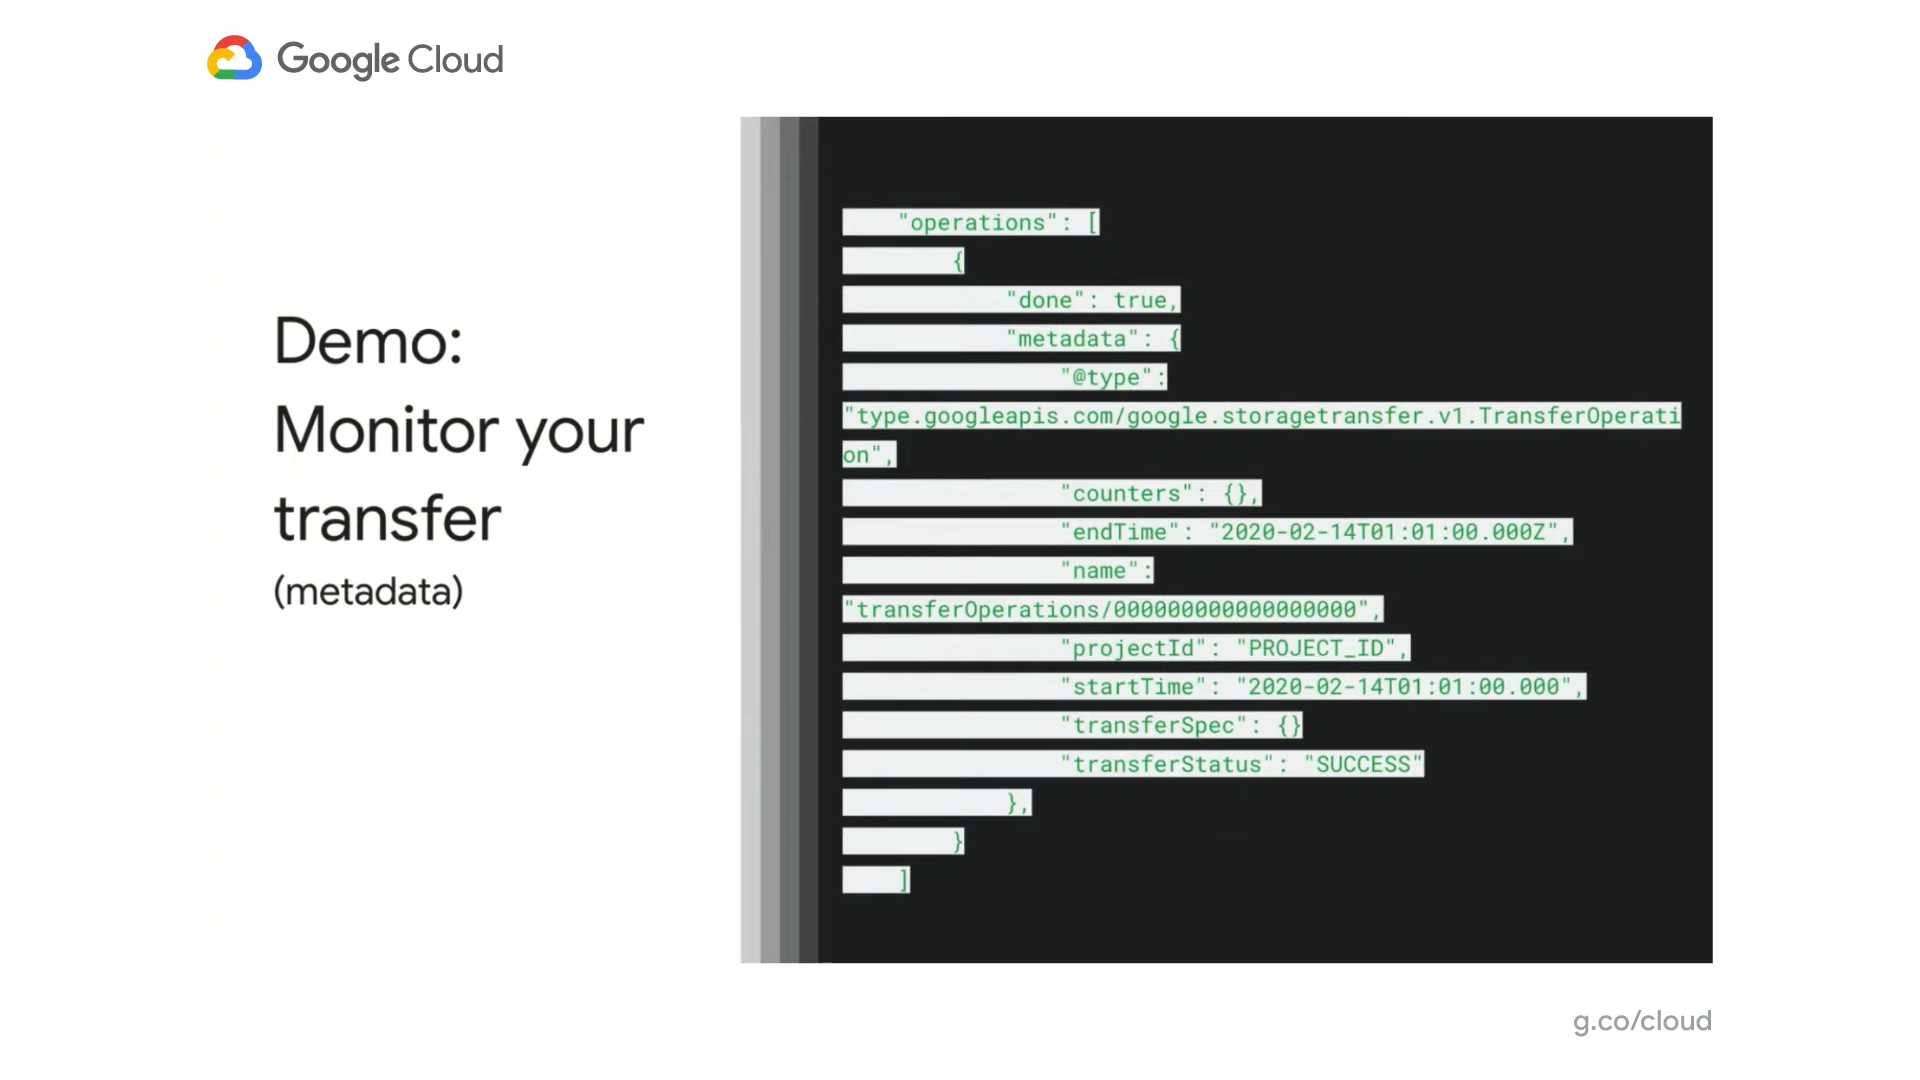 Google Cloud
Demo:
Monitor your
transfer
(metadata)
"operations": [
{
"done": true,
"metadata": {
"@type":
"type.googleapis.com/google.storagetransfer.v1.TransferOperati
on",
"counters": {},
"endTime": "2020-02-14T01:01:00.000Z",
"name":
"transferOperations/000000000000000000",
"projectId": "PROJECT_ID",
"startTime": "2020-02-14T01:01:00.000",
"transferSpec": {}
"transferStatus": "SUCCESS"
},
}
]
g.co/cloud